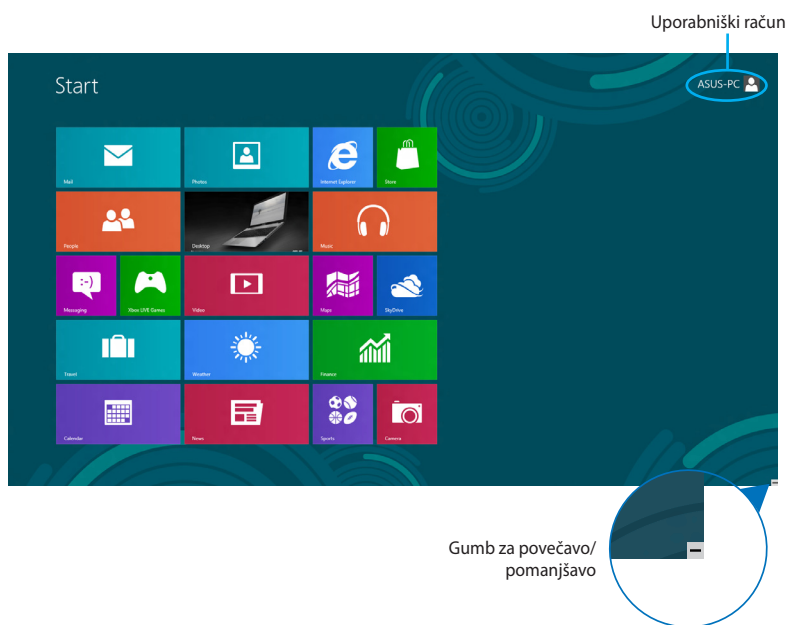 Uporabniški račun
Start
ASUS-PC
Mail
Photos
Internet Explorer
Store
People
Desktop
Music
Messaging
Xbox LIVE Games
Video
Maps
SkyDrive
Travel
Weather
Finance
Calendar
News
Sports
Camera
Gumb za povečavo/
pomanjšavo